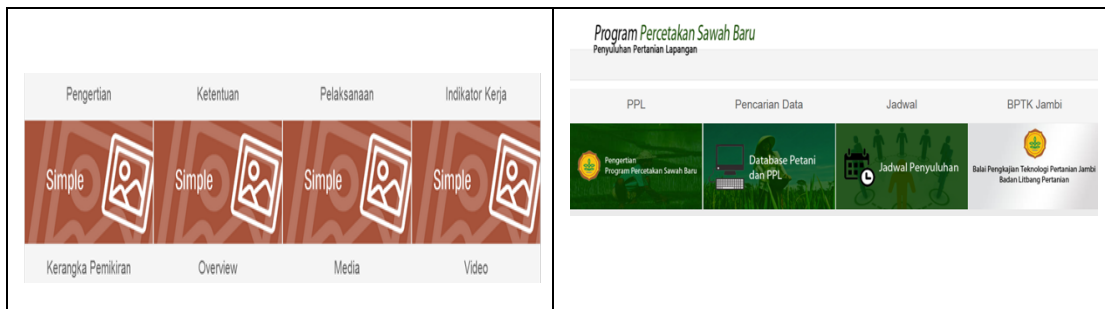 Pengertian Ketentuan Pelaksanaan Indikator Kerja
Simple Simple Simple Simple
Kerangka Pemikiran Overview Media Video
Program Percetakan Sawah Baru
Penyuluhan Pertanian Lapangan
PPL Pencarian Data Jadwal BPTK Jambi
Pengertian
Program Percetakan Sawah Baru
Database Petani
dan PPL
Jadwal Penyuluhan
Balai Pengkajian Teknologi Pertanian Jambi
Badan Litbang Pertanian